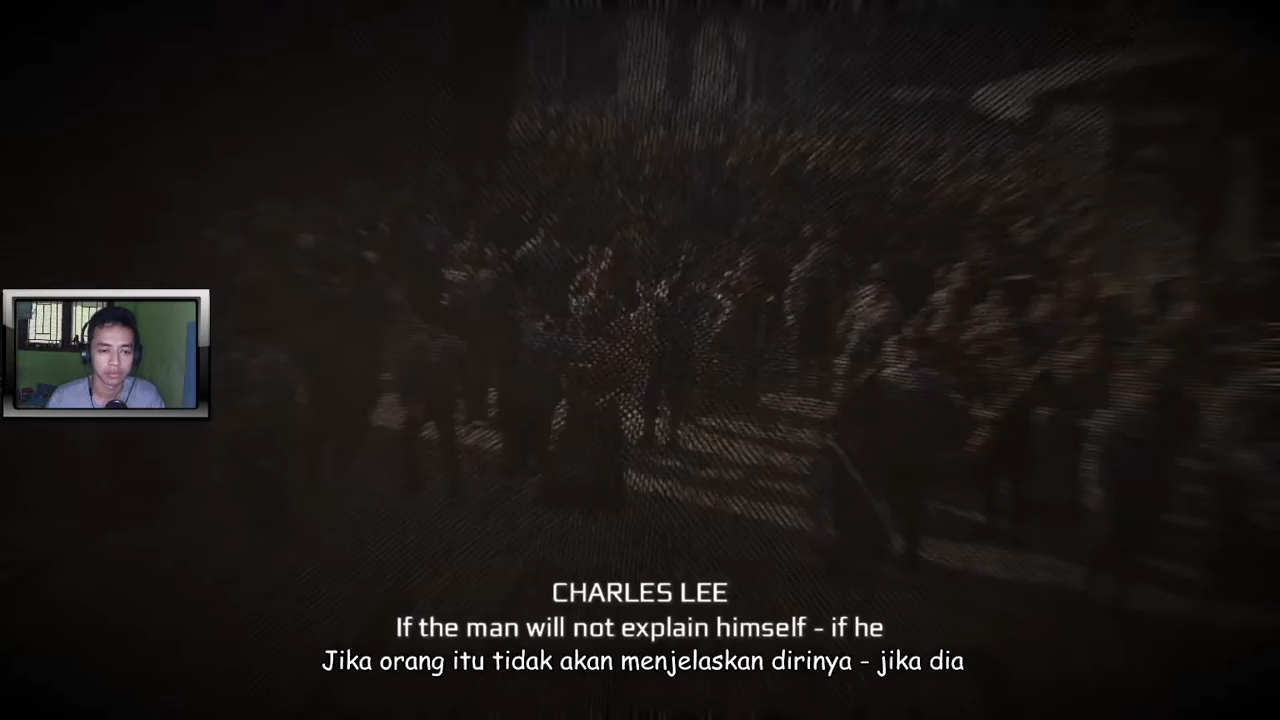 CHARLES LEE
If the man will not explain himself - if he
Jika orang itu tidak akan menjelaskan dirinya - jika dia